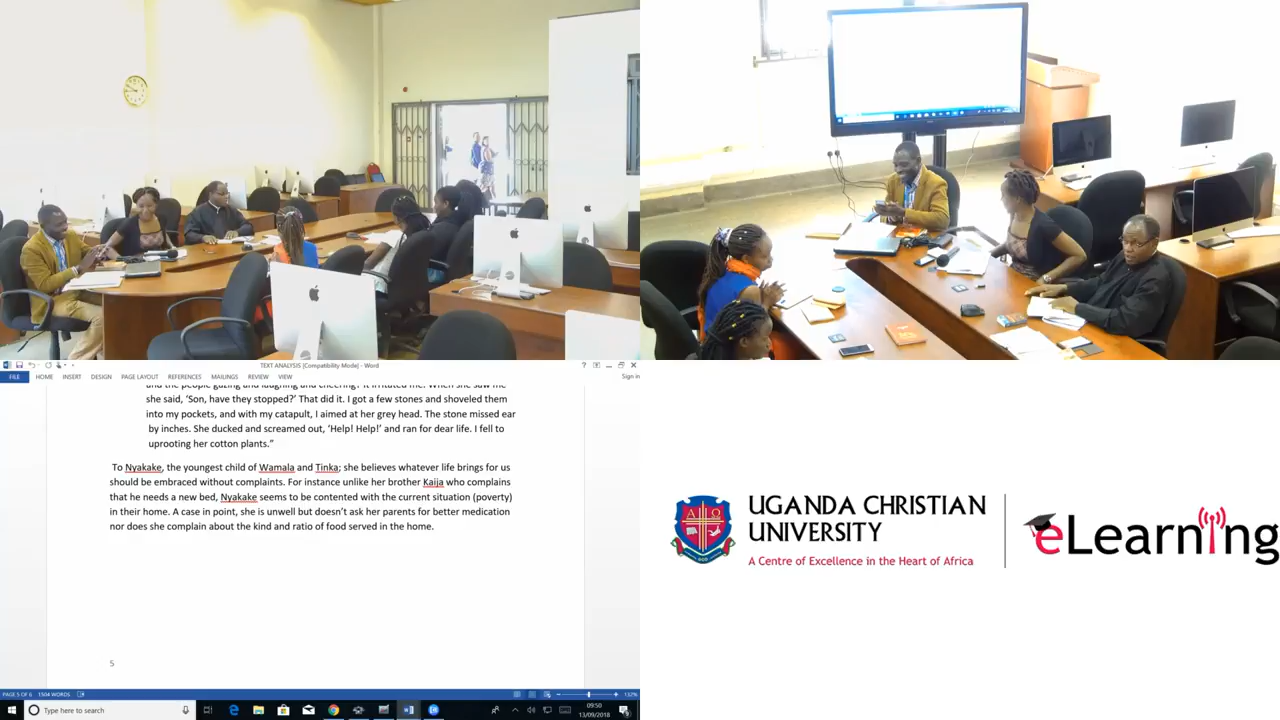 TEXT ANALYSIS [Compatibility Mode] - Word
Sign in
FILE HOME INSERT DESIGN PAGE LAYOUT REFERENCES MAILINGS REVIEW VIEW
and the people gazing and laughing and cheering? It irritated me. When she saw me
she said, 'Son, have they stopped?' That did it. I got a few stones and shoveled them
into my pockets, and with my catapult, I aimed at her grey head. The stone missed ear
by inches. She ducked and screamed out, 'Help! Help!' and ran for dear life. I fell to
uprooting her cotton plants."
To Nyakake, the youngest child of Wamala and Tinka; she believes whatever life brings for us
should be embraced without complaints. For instance unlike her brother Kaija who complains
that he needs a new bed, Nyakake seems to be contented with the current situation (poverty)
in their home. A case in point, she is unwell but doesn't ask her parents for better medication
nor does she complain about the kind and ratio of food served in the home.
5
PAGE 5 OF 6 1504 WORDS
132%
Type here to search
09:50
13/09/2018
UGANDA CHRISTIAN
UNIVERSITY
A Centre of Excellence in the Heart of Africa
eLearning